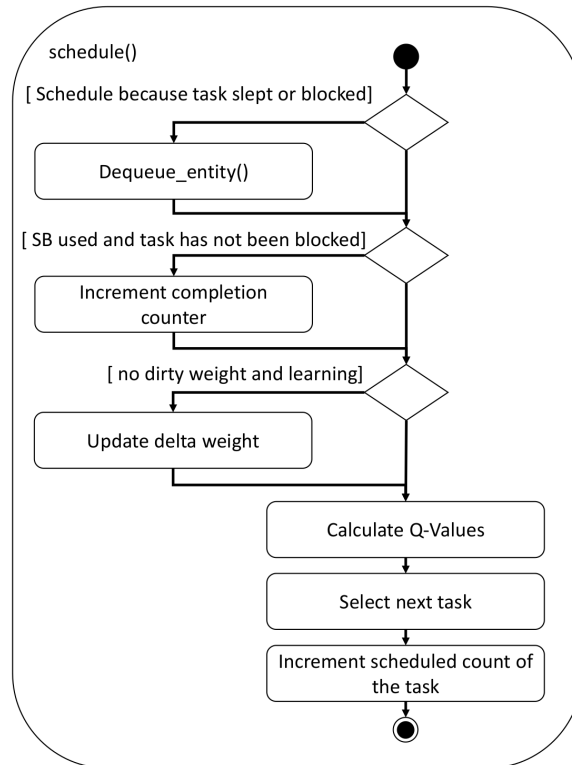 schedule()
[ Schedule because task slept or blocked]
Dequeue_entity()
[ SB used and task has not been blocked]
Increment completion
counter
[ no dirty weight and learning]
Update delta weight
Calculate Q-Values
Select next task
Increment scheduled count of
the task